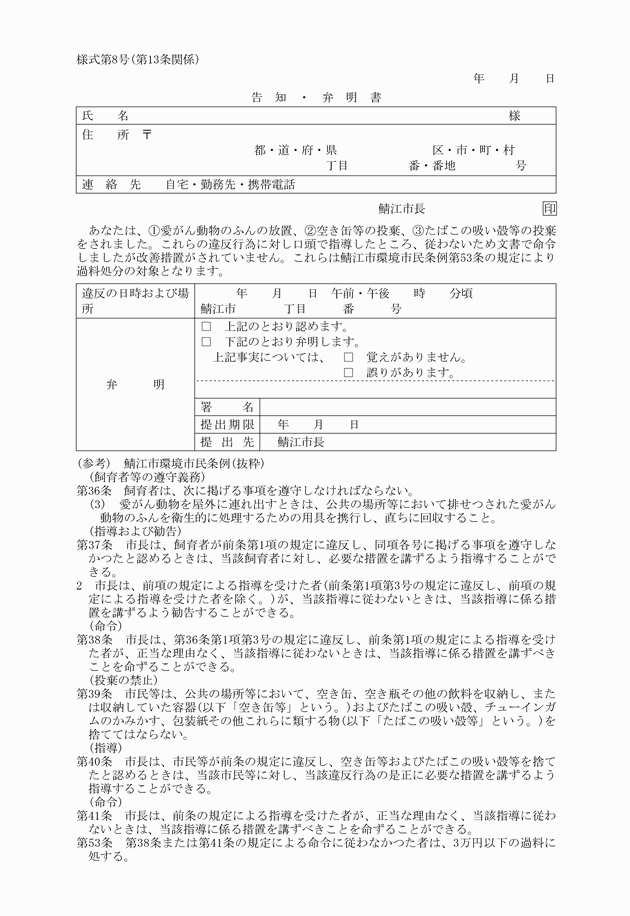 様式第8号(第13条関係)
年　　月　　日
告　知　・　弁　明　書
氏　　名　　　　様
住　　所　〒
都・道・府・県　　　　区・市・町・村
丁目　　　　番・番地　　　　号
連　絡　先　　自宅・勤務先・携帯電話
鯖江市長　　　　印
あなたは、①愛がん動物のふんの放置、②空き缶等の投棄、③たばこの吸い殻等の投棄
をされました。これらの違反行為に対し口頭で指導したところ、従わないため文書で命令
しましたが改善措置がされていません。これらは鯖江市環境市民条例第53条の規定により
過料処分の対象となります。
違反の日時および場
所
年　　月　　日　午前・午後　　時　　分頃
鯖江市　　　　丁目　　　番　　　号
弁　　　明
□　上記のとおり認めます。
□　下記のとおり弁明します。
上記事実については、　□　覚えがありません。
□　誤りがあります。
署　　名
提出期限　　年　　月　　日
提　出　先　　鯖江市長
(参考)　鯖江市環境市民条例(抜粋)
(飼育者等の遵守義務)
第36条　飼育者は、次に掲げる事項を遵守しなければならない。
(3)　愛がん動物を屋外に連れ出すときは、公共の場所等において排せつされた愛がん
動物のふんを衛生的に処理するための用具を携行し、直ちに回収すること。
(指導および勧告)
第37条　市長は、飼育者が前条第1項の規定に違反し、同項各号に掲げる事項を遵守しな
かつたと認めるときは、当該飼育者に対し、必要な措置を講ずるよう指導することがで
きる。
2　市長は、前項の規定による指導を受けた者(前条第1項第3号の規定に違反し、前項の規
定による指導を受けた者を除く。)が、当該指導に従わないときは、当該指導に係る措
置を講ずるよう勧告することができる。
(命令)
第38条　市長は、第36条第1項第3号の規定に違反し、前条第1項の規定による指導を受け
た者が、正当な理由なく、当該指導に従わないときは、当該指導に係る措置を講ずべき
ことを命ずることができる。
(投棄の禁止)
第39条　市民等は、公共の場所等において、空き缶、空き瓶その他の飲料を収納し、また
は収納していた容器(以下「空き缶等」という。)およびたばこの吸い殻、チューインガ
ムのかみかす、包装紙その他これらに類する物(以下「たばこの吸い殻等」という。)を
捨ててはならない。
(指導)
第40条　市長は、市民等が前条の規定に違反し、空き缶等およびたばこの吸い殻等を捨て
たと認めるときは、当該市民等に対し、当該違反行為の是正に必要な措置を講ずるよう
指導することができる。
(命令)
第41条　市長は、前条の規定による指導を受けた者が、正当な理由なく、当該指導に従わ
ないときは、当該指導に係る措置を講ずべきことを命ずることができる。
第53条　第38条または第41条の規定による命令に従わなかつた者は、3万円以下の過料に
処する。